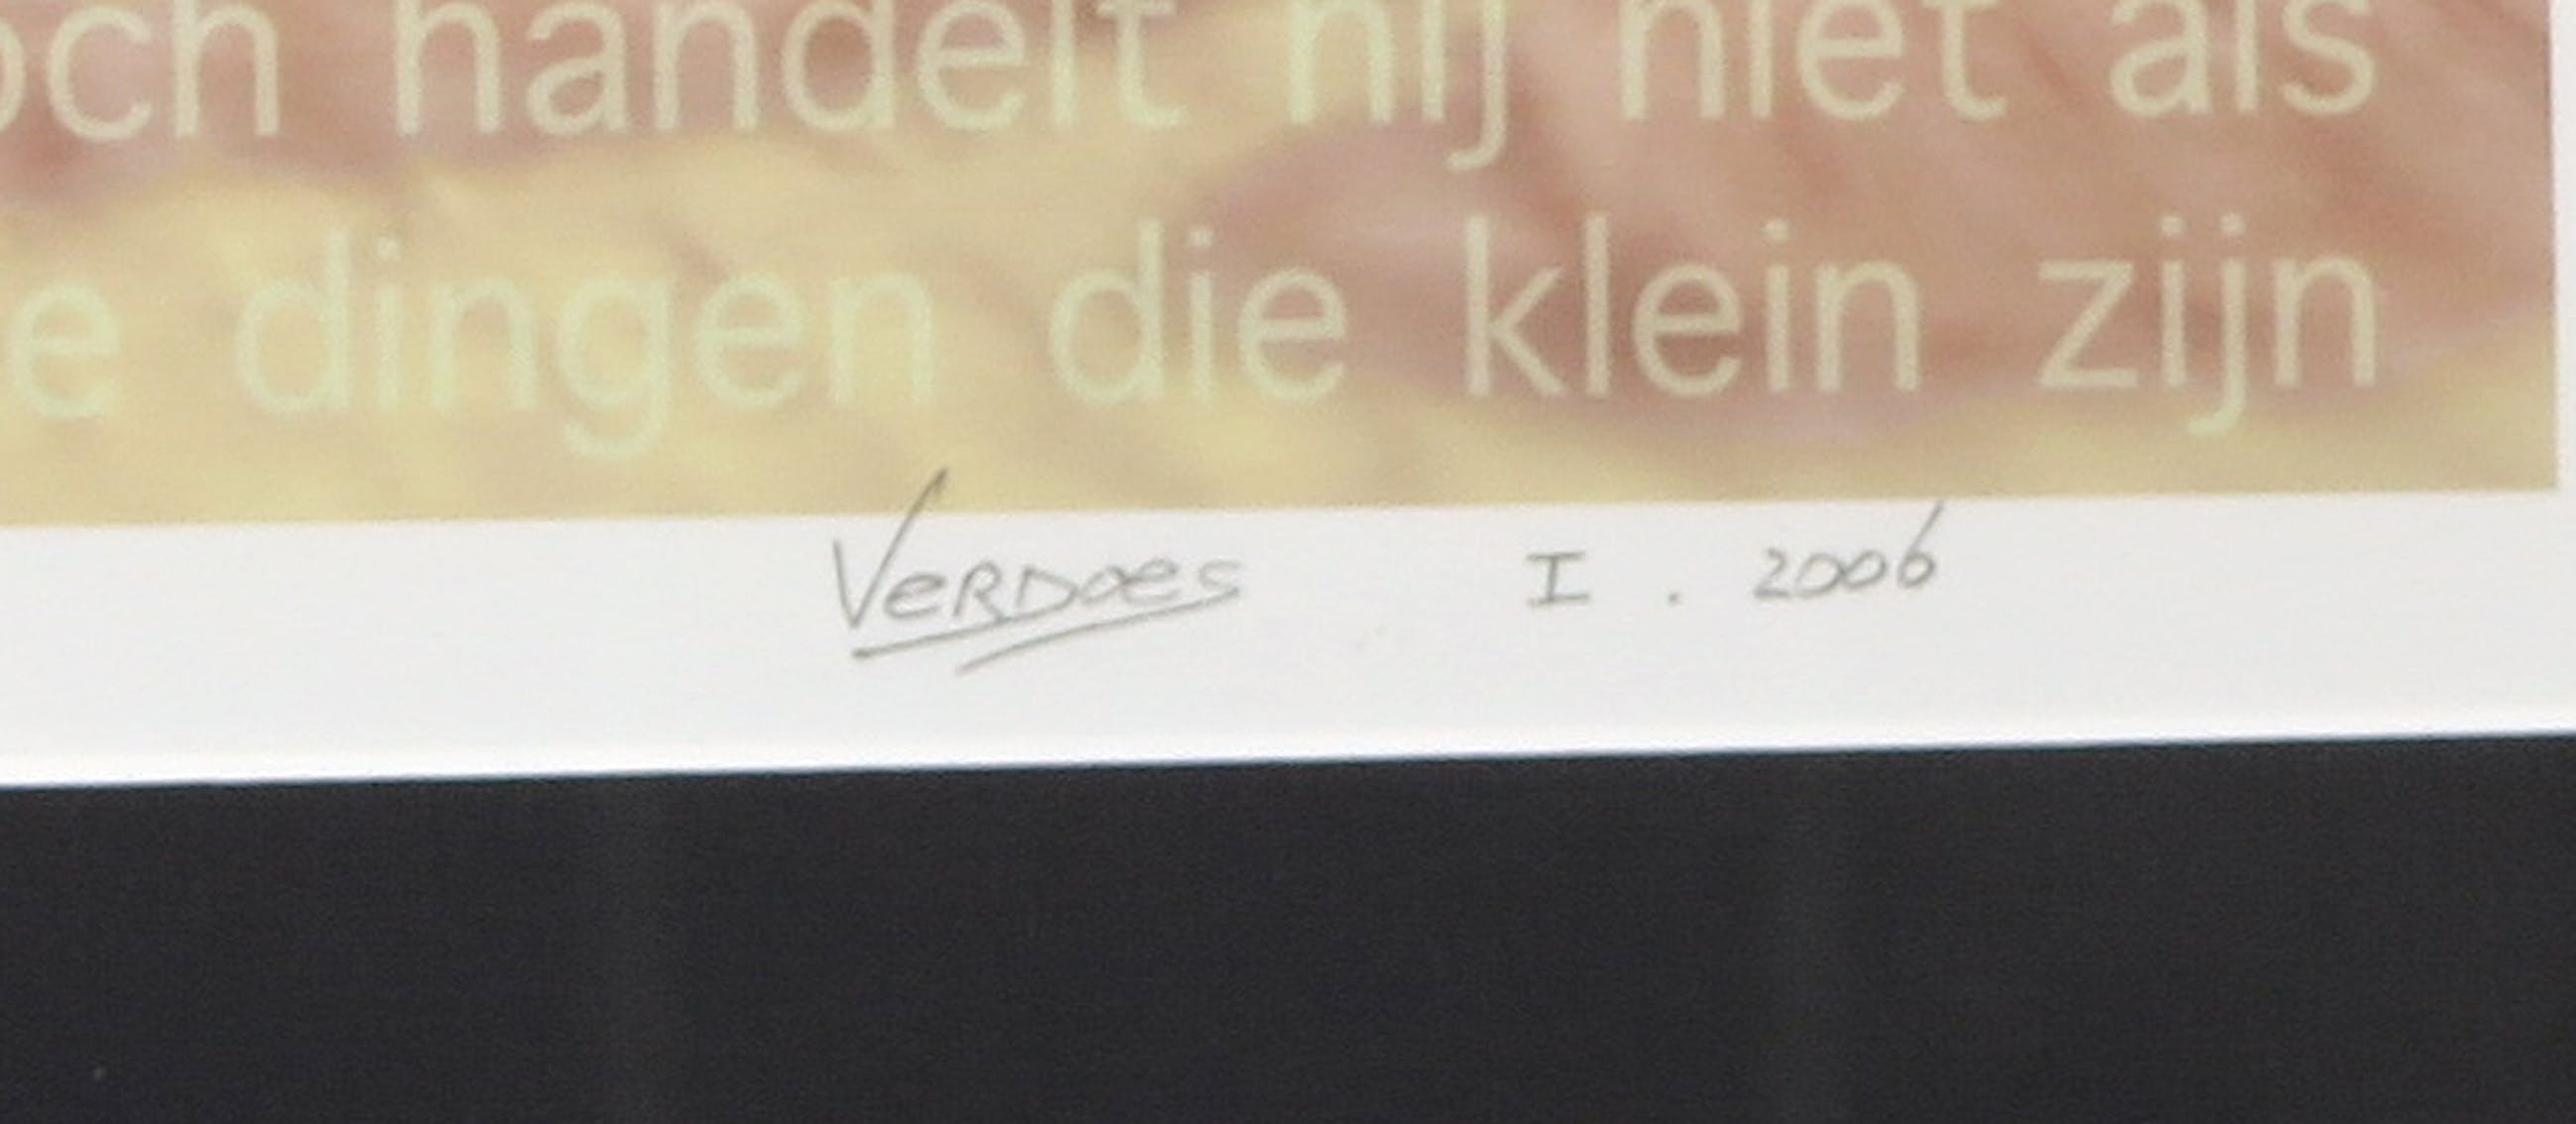 och handelt hij niet als
e dingen die klein zijn
VeRDoes I . 2006